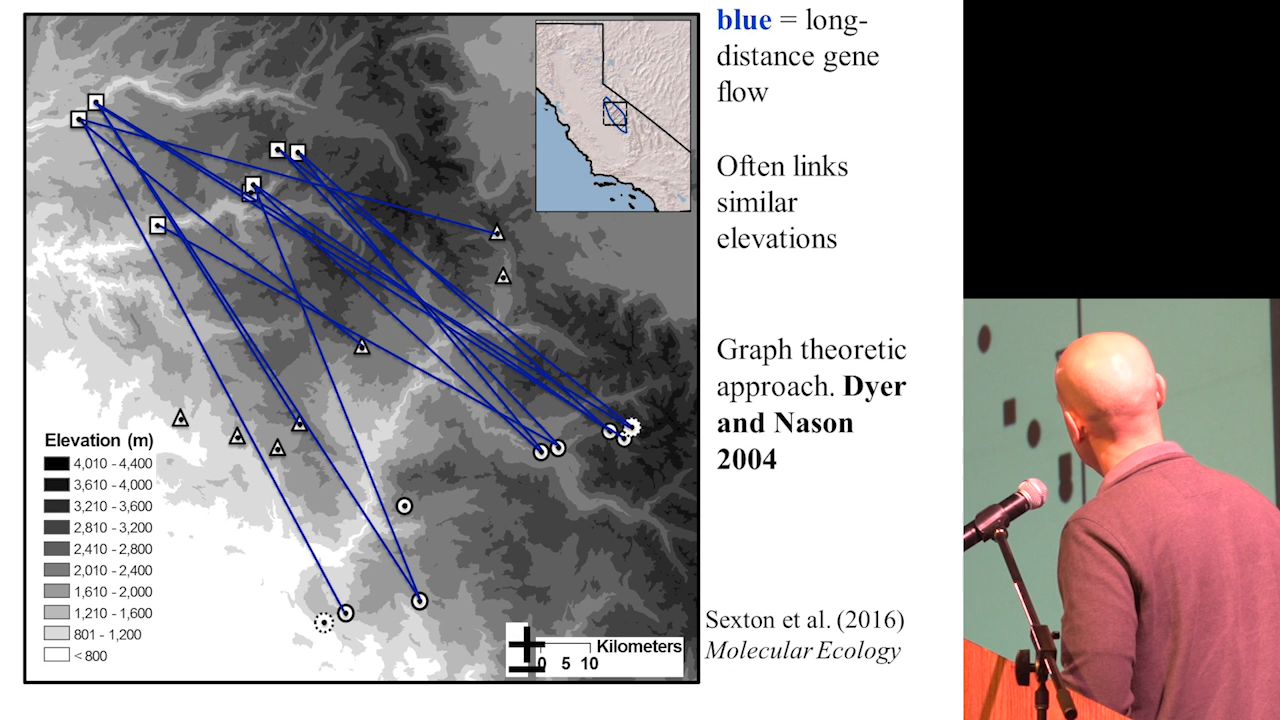 blue = long-
distance gene
flow
Often links
similar
elevations
Graph theoretic
approach. Dyer
and Nason
2004
Elevation (m)
4,010 - 4,400
3,610 - 4,000
3,210 - 3,600
2,810 - 3,200
2,410 - 2,800
2,010 - 2,400
1,610 - 2,000
1,210 - 1,600
801 - 1,200
< 800
Kilometers
0 5 10
Sexton et al. (2016)
Molecular Ecology